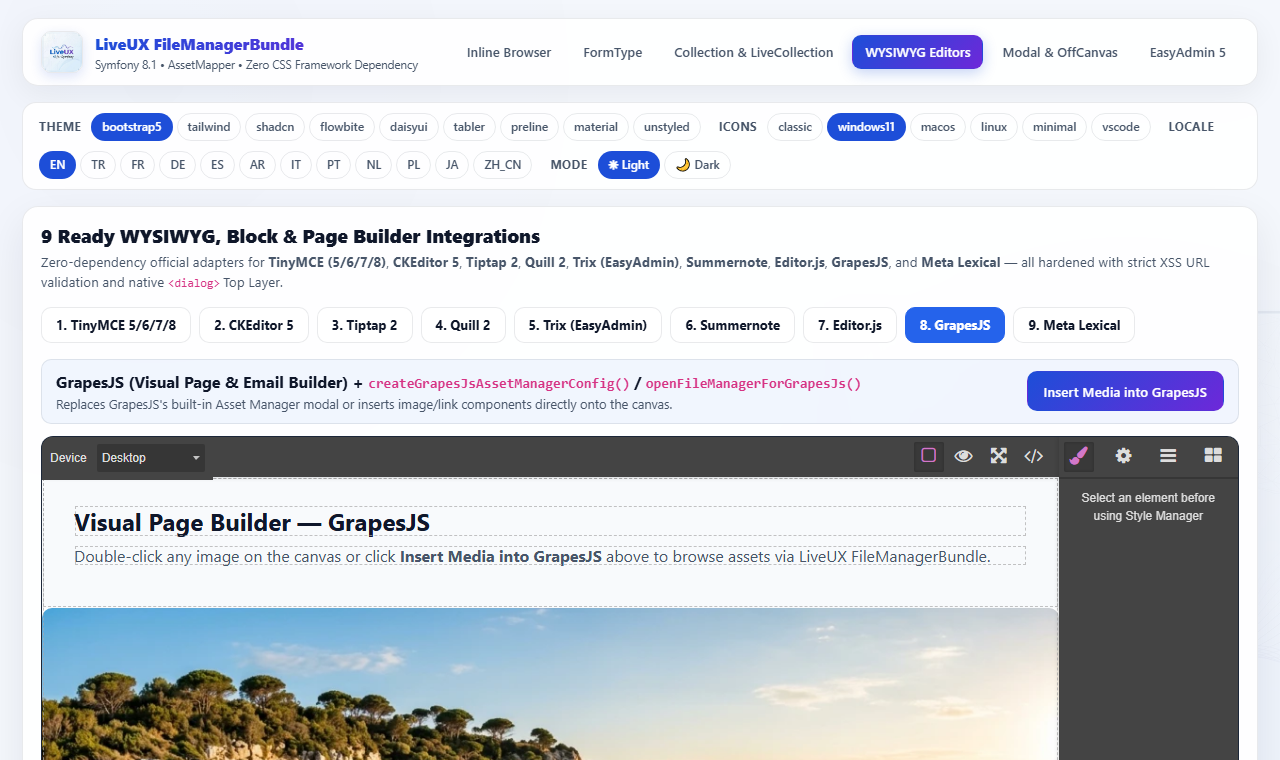 LiveUX
LiveUX FileManagerBundle
Symfony 8.1 • AssetMapper • Zero CSS Framework Dependency
Inline Browser
FormType
Collection & LiveCollection
WYSIWYG Editors
Modal & OffCanvas
EasyAdmin 5
THEME bootstrap5 tailwind shadcn flowbite daisyui tabler preline material unstyled ICONS classic windows11 macos linux minimal vscode LOCALE
EN TR FR DE ES AR IT PT NL PL JA ZH_CN MODE Light Dark
9 Ready WYSIWYG, Block & Page Builder Integrations
Zero-dependency official adapters for TinyMCE (5/6/7/8), CKEditor 5, Tiptap 2, Quill 2, Trix (EasyAdmin), Summernote, Editor.js, GrapesJS, and Meta Lexical — all hardened with strict XSS URL
validation and native <dialog> Top Layer.
1. TinyMCE 5/6/7/8
2. CKEditor 5
3. Tiptap 2
4. Quill 2
5. Trix (EasyAdmin)
6. Summernote
7. Editor.js
8. GrapesJS
9. Meta Lexical
GrapesJS (Visual Page & Email Builder) + createGrapesJsAssetManagerConfig() / openFileManagerForGrapesJs()
Replaces GrapesJS's built-in Asset Manager modal or inserts image/link components directly onto the canvas.
Insert Media into GrapesJS
Device Desktop
Select an element before
using Style Manager
Visual Page Builder — GrapesJS
Double-click any image on the canvas or click Insert Media into GrapesJS above to browse assets via LiveUX FileManagerBundle.